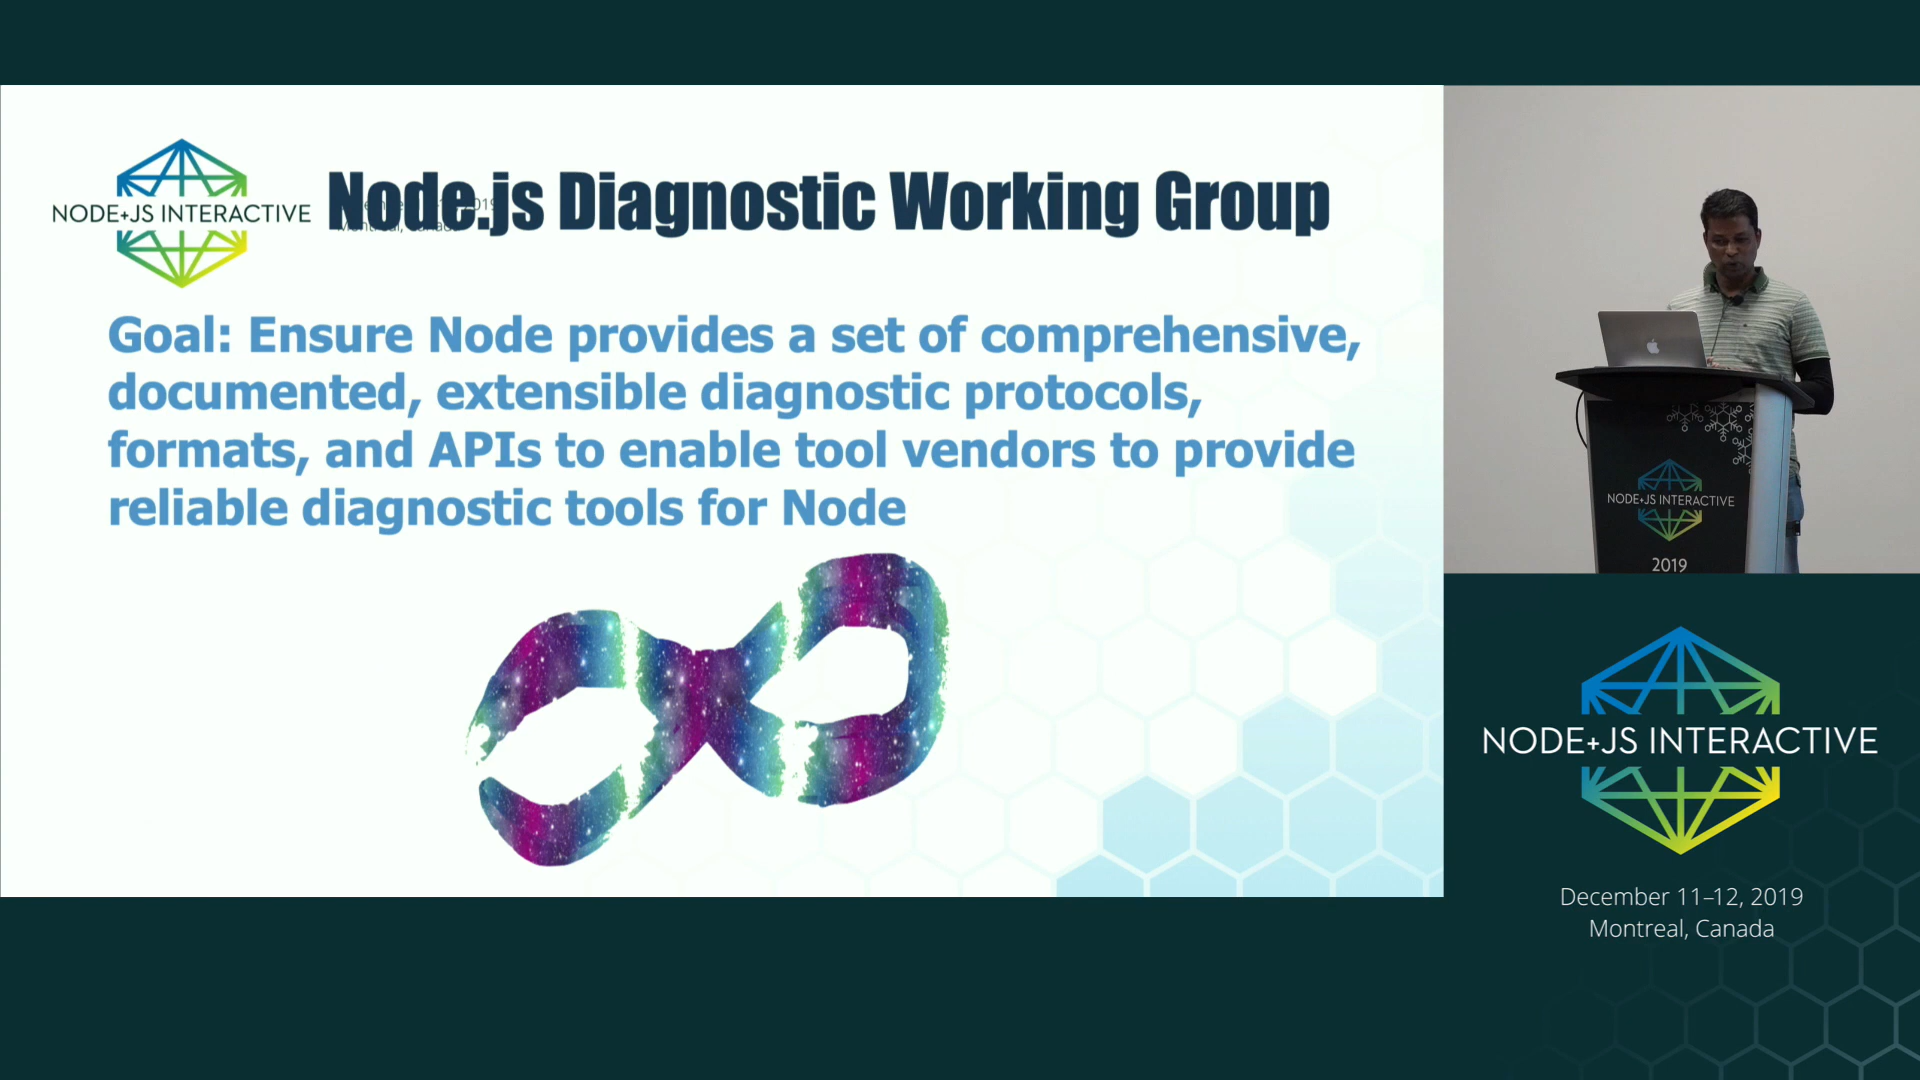 NODE+JS INTERACTIVE
Node.js Diagnostic Working Group
Goal: Ensure Node provides a set of comprehensive,
documented, extensible diagnostic protocols,
formats, and APIs to enable tool vendors to provide
reliable diagnostic tools for Node
NODE+JS INTERACTIVE
2019
NODE+JS INTERACTIVE
December 11–12, 2019
Montreal, Canada